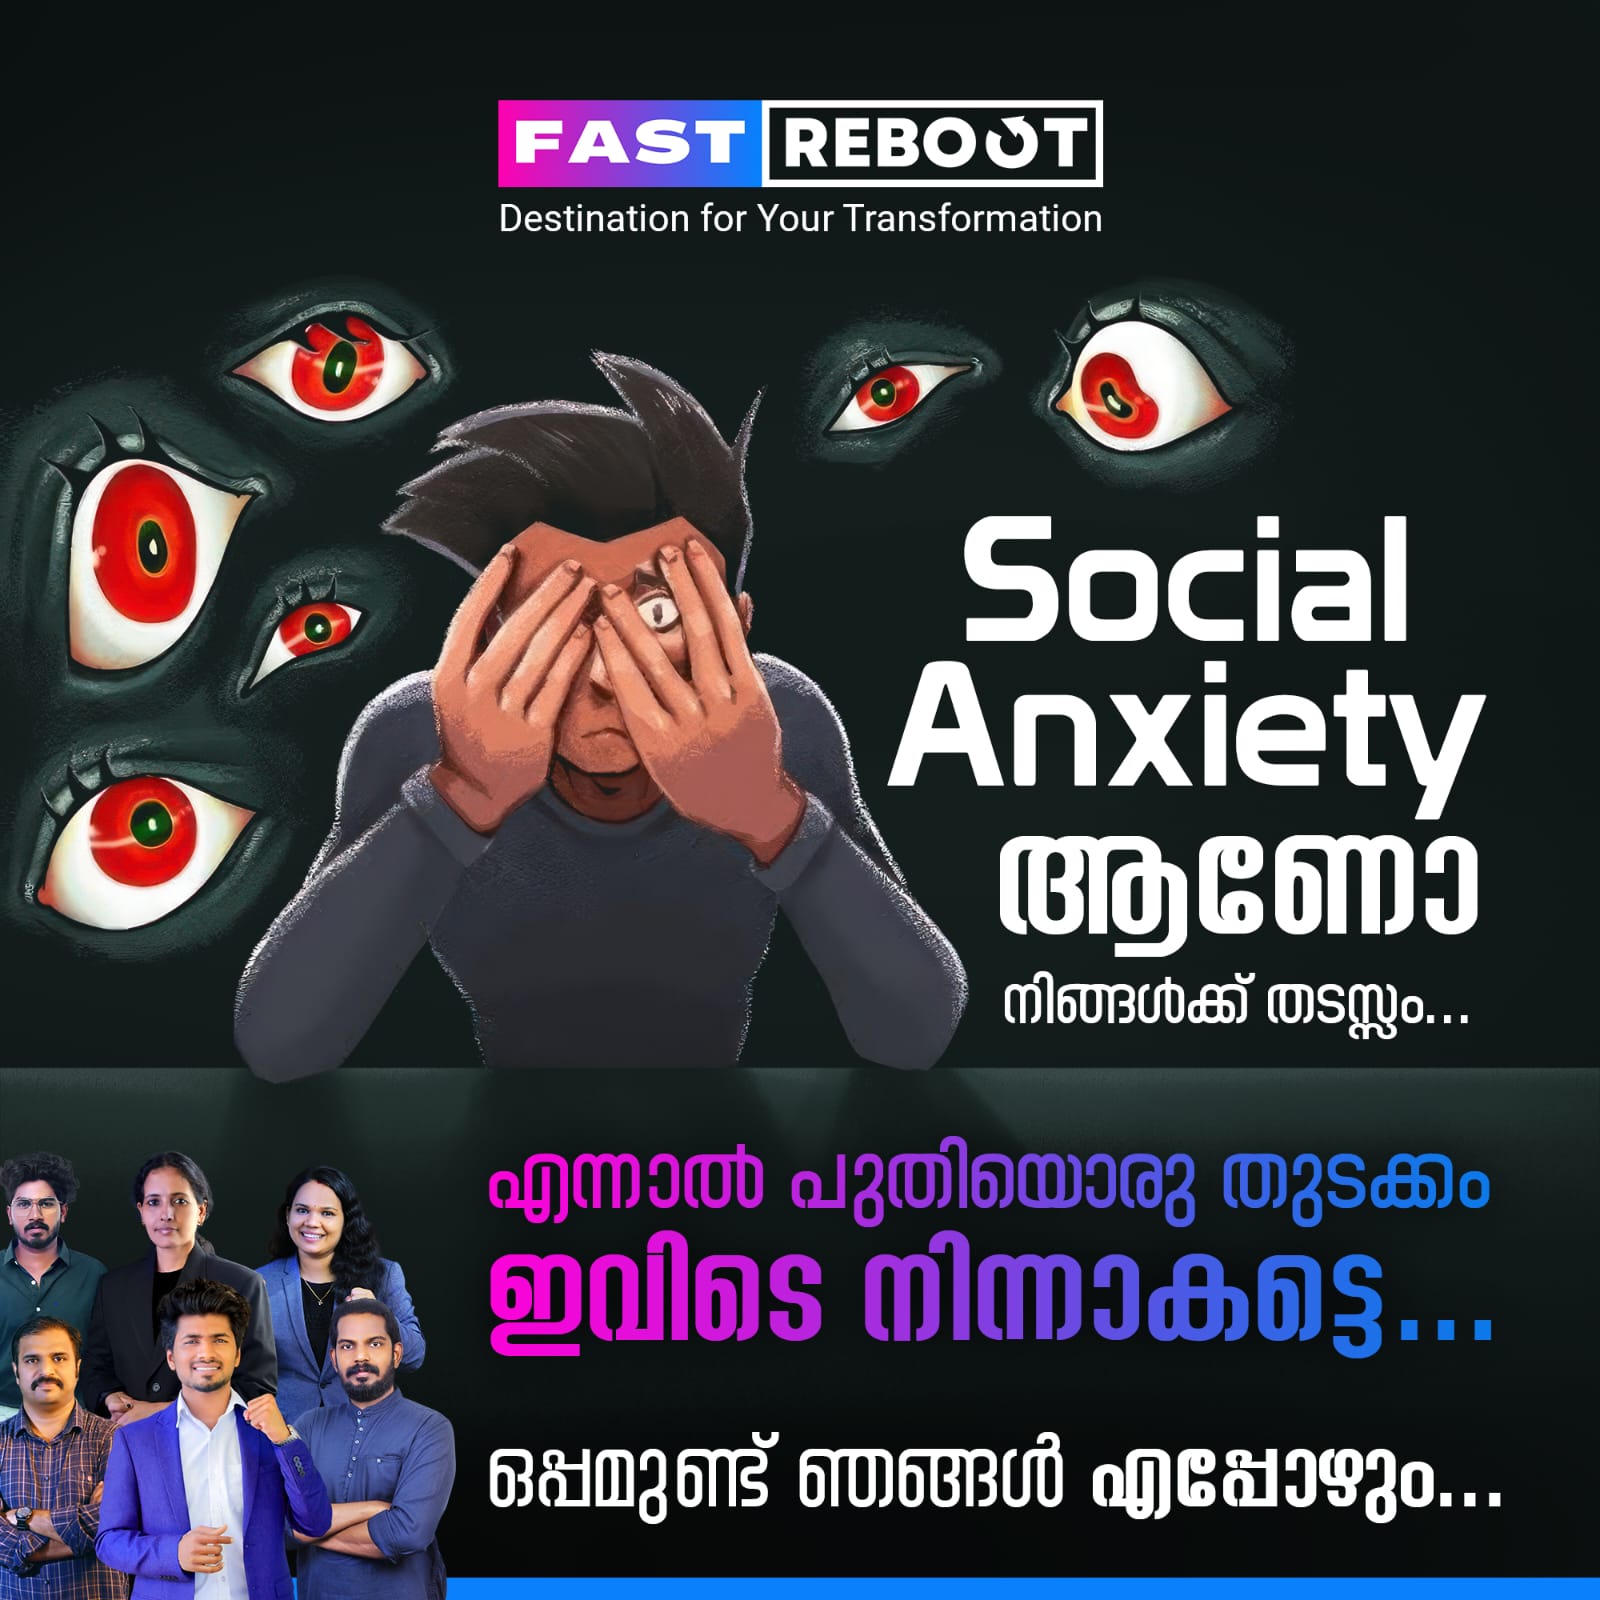 FAST REBOOT
Destination for Your Transformation
Social
Anxiety
ആണോ
നിങ്ങൾക്ക് തടസ്സം...
എന്നാൽ പുതിയൊരു തുടക്കം
ഇവിടെ നിന്നാകട്ടെ...
ഒപ്പമുണ്ട് ഞങ്ങൾ എപ്പോഴും...